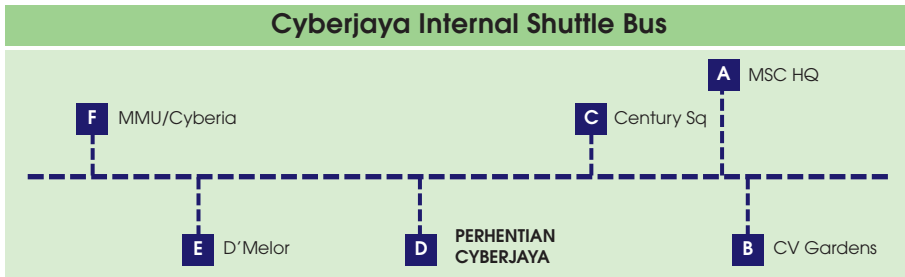 Cyberjaya Internal Shuttle Bus
A MSC HQ
F MMU/Cyberia
C Century Sq
E D'Melor
D PERHENTIAN
CYBERJAYA
B CV Gardens